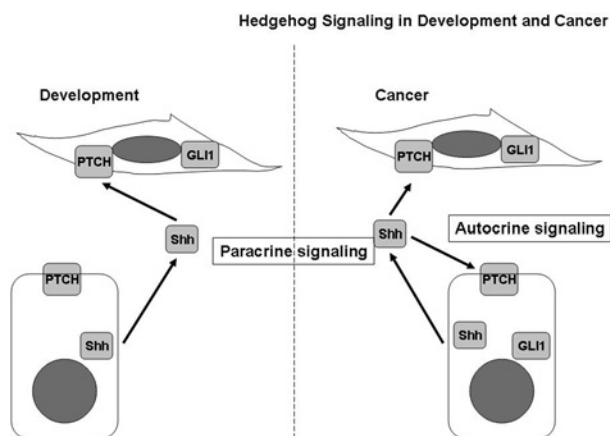 Hedgehog Signaling in Development and Cancer
Development
Cancer
PTCH
GLI1
PTCH
GLI1
Shh
Shh
Paracrine signaling
Autocrine signaling
PTCH
PTCH
Shh
Shh
GLI1